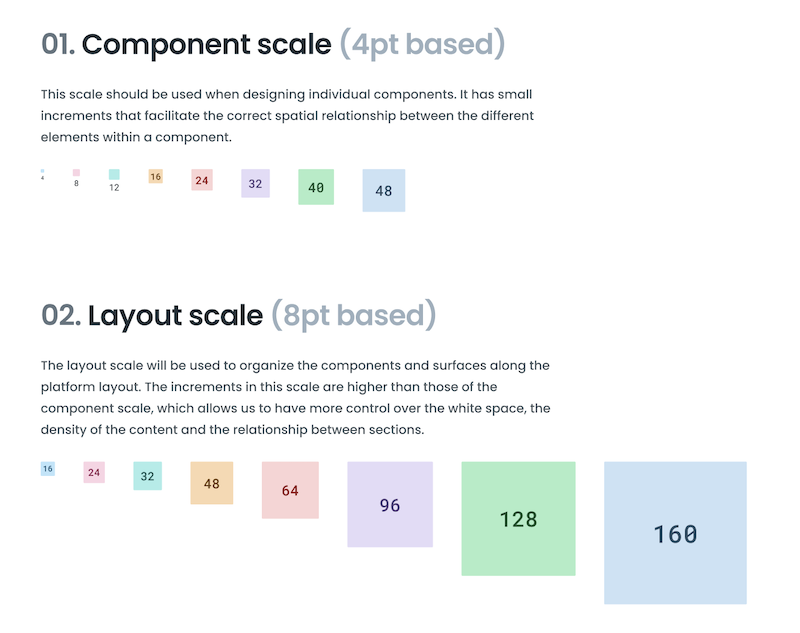 01. Component scale (4pt based)
This scale should be used when designing individual components. It has small
increments that facilitate the correct spatial relationship between the different
elements within a component.
4 8 12 16 24 32 40 48
02. Layout scale (8pt based)
The layout scale will be used to organize the components and surfaces along the
platform layout. The increments in this scale are higher than those of the
component scale, which allows us to have more control over the white space, the
density of the content and the relationship between sections.
16 24 32 48 64 96 128 160